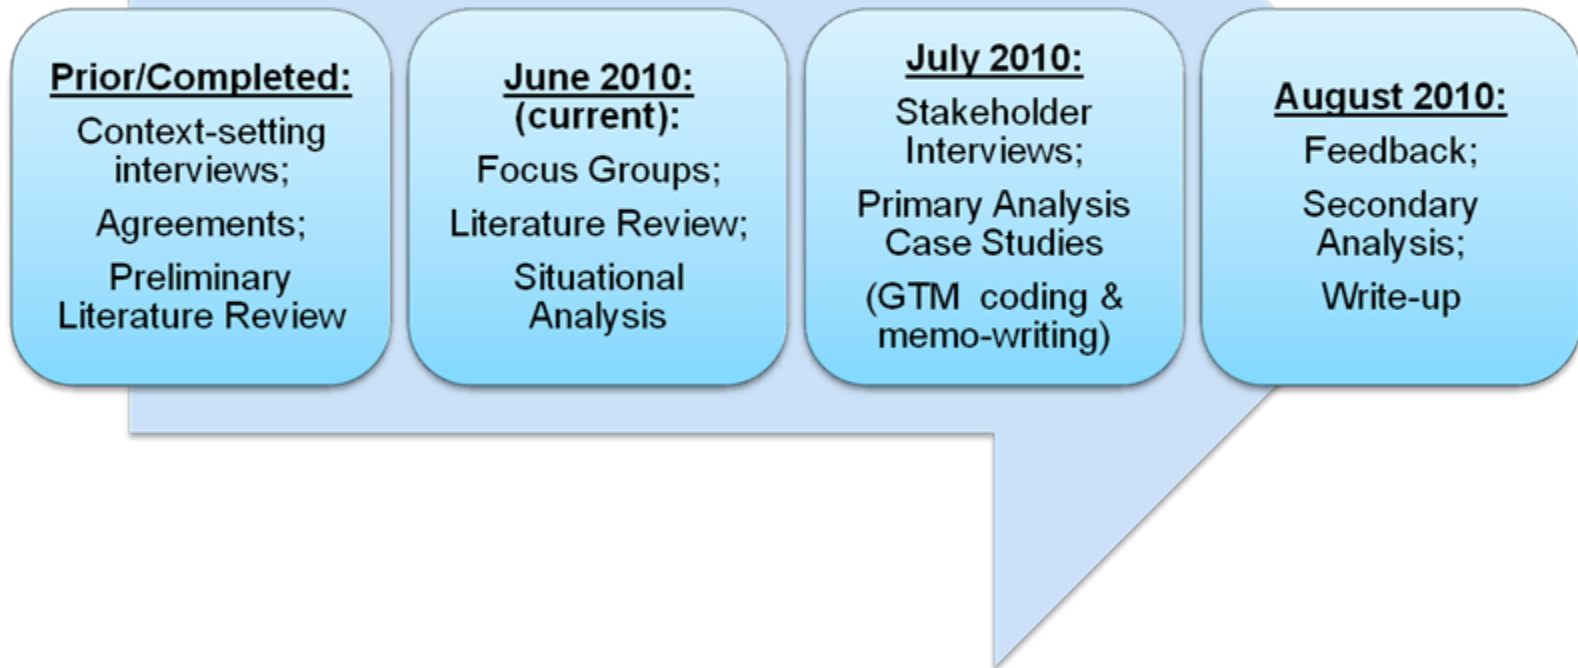 Prior/Completed:
Context-setting
interviews;
Agreements;
Preliminary
Literature Review
June 2010:
(current):
Focus Groups;
Literature Review;
Situational
Analysis
July 2010:
Stakeholder
Interviews;
Primary Analysis
Case Studies
(GTM coding &
memo-writing)
August 2010:
Feedback;
Secondary
Analysis;
Write-up